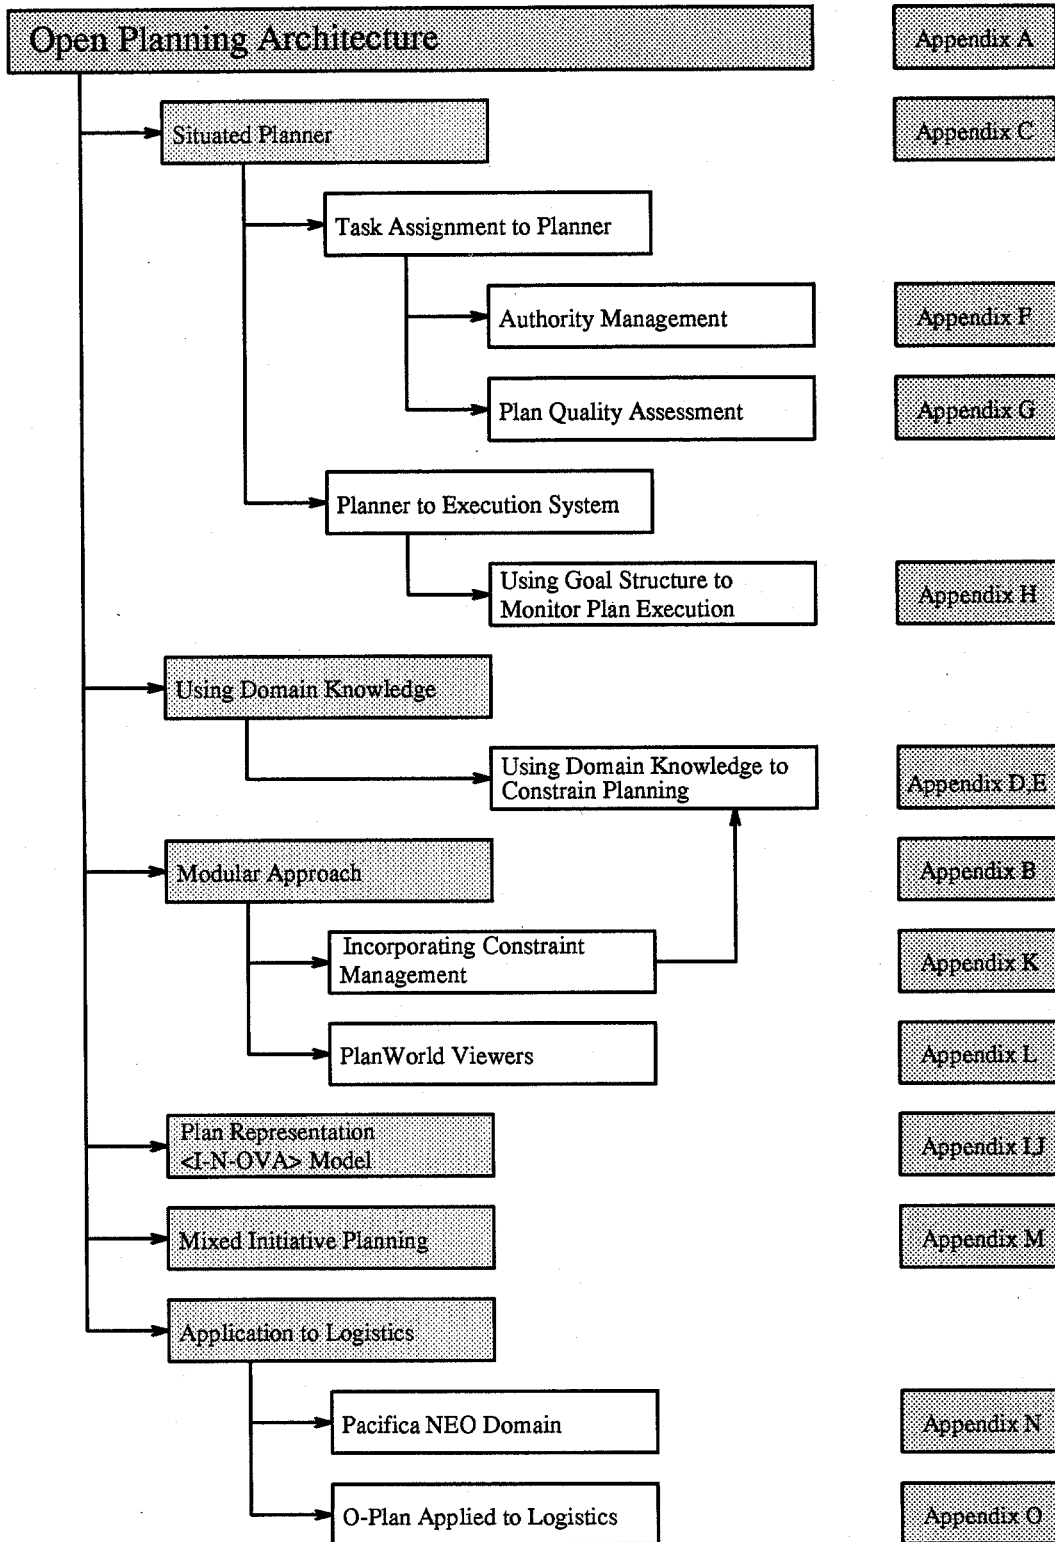 Open Planning Architecture
Appendix A
Situated Planner
Appendix C
Task Assignment to Planner
Authority Management
Appendix F
Plan Quality Assessment
Appendix G
Planner to Execution System
Using Goal Structure to
Monitor Plan Execution
Appendix H
Using Domain Knowledge
Using Domain Knowledge to
Constrain Planning
Appendix D,E
Modular Approach
Appendix B
Incorporating Constraint
Management
Appendix K
PlanWorld Viewers
Appendix L
Plan Representation
<I-N-OVA> Model
Appendix I,J
Mixed Initiative Planning
Appendix M
Application to Logistics
Pacifica NEO Domain
Appendix N
O-Plan Applied to Logistics
Appendix O